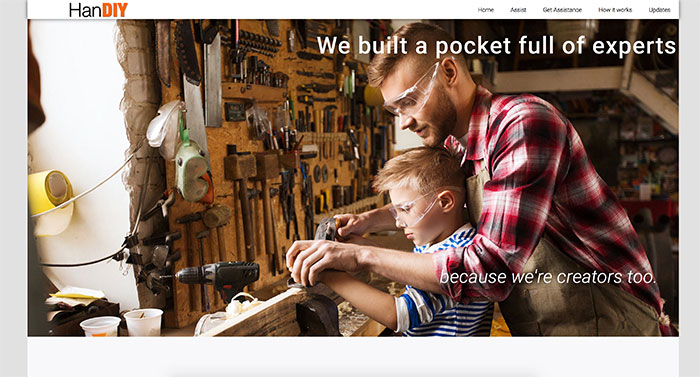 HanDIY
Home Assist Get Assistance How it works Updates
We built a pocket full of experts
because we're creators too.